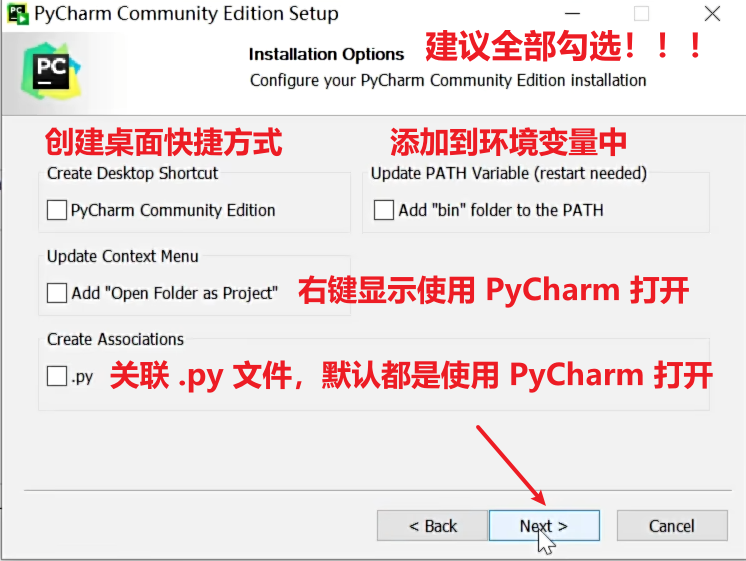 PyCharm Community Edition Setup
PC
PC
Installation Options
建议全部勾选！！！
Configure your PyCharm Community Edition installation
创建桌面快捷方式
添加到环境变量中
Create Desktop Shortcut
Update PATH Variable (restart needed)
PyCharm Community Edition
Add "bin" folder to the PATH
Update Context Menu
Add "Open Folder as Project"
右键显示使用 PyCharm 打开
Create Associations
.py
关联 .py 文件，默认都是使用 PyCharm 打开
< Back
Next >
Cancel